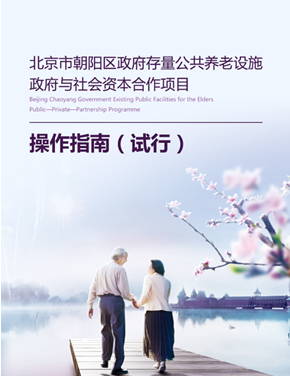 北京市朝阳区政府存量公共养老设施
政府与社会资本合作项目
Beijing Chaoyang Government Existing Public Facilities for the Elders
Public—Private—Partnership Programme
操作指南（试行）